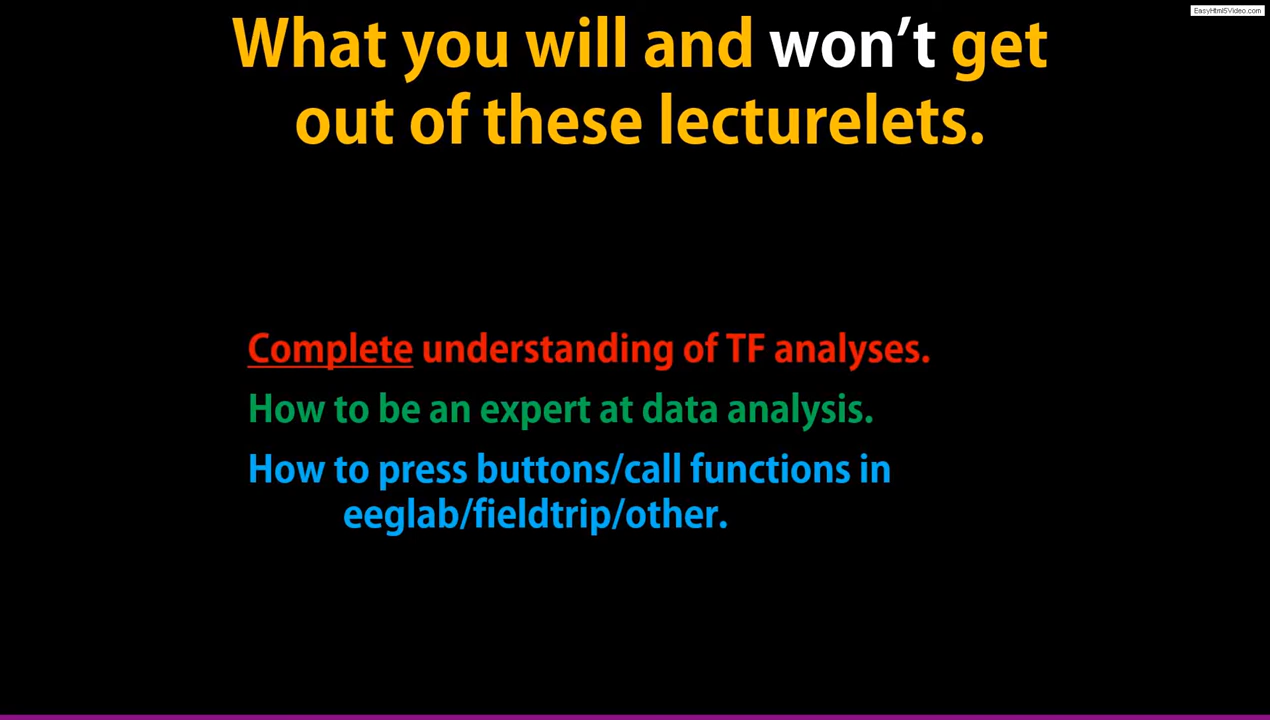 EasyHtml5Video.com
What you will and won’t get
out of these lecturelets.
Complete understanding of TF analyses.
How to be an expert at data analysis.
How to press buttons/call functions in
eeglab/fieldtrip/other.